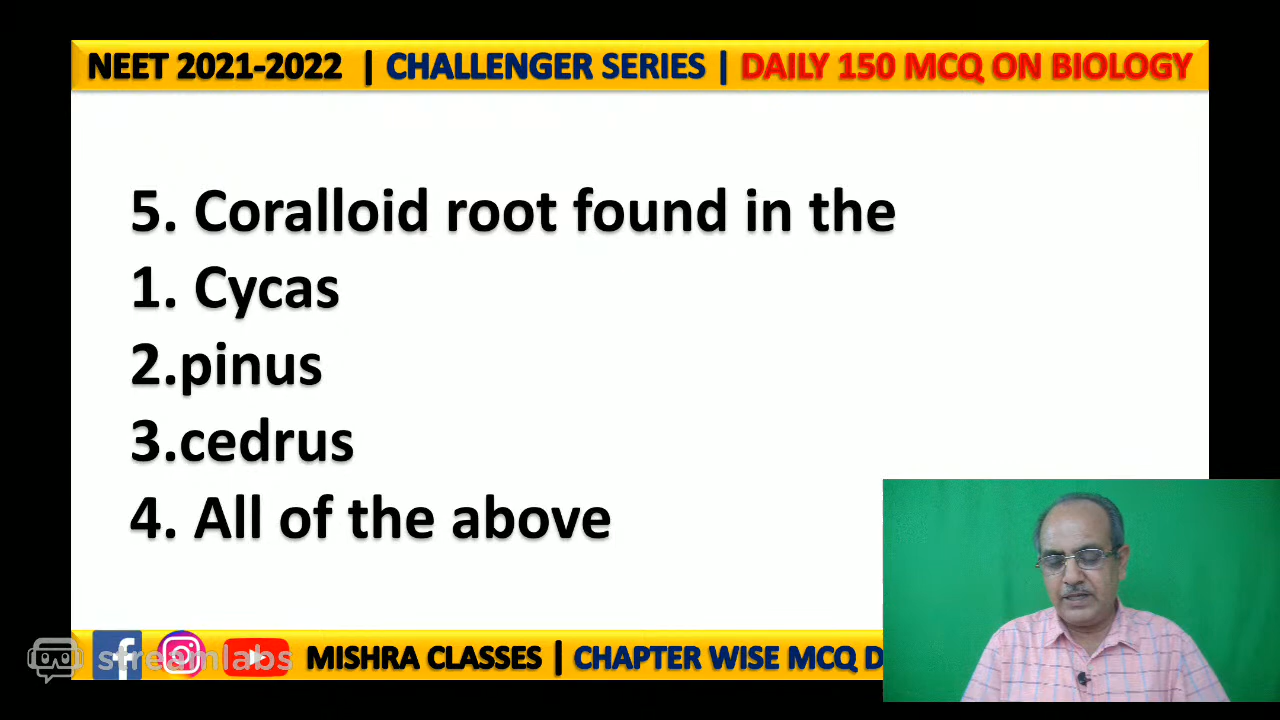 NEET 2021-2022 | CHALLENGER SERIES | DAILY 150 MCQ ON BIOLOGY
5. Coralloid root found in the
1. Cycas
2.pinus
3.cedrus
4. All of the above
streamlabs
MISHRA CLASSES | CHAPTER WISE MCQ D